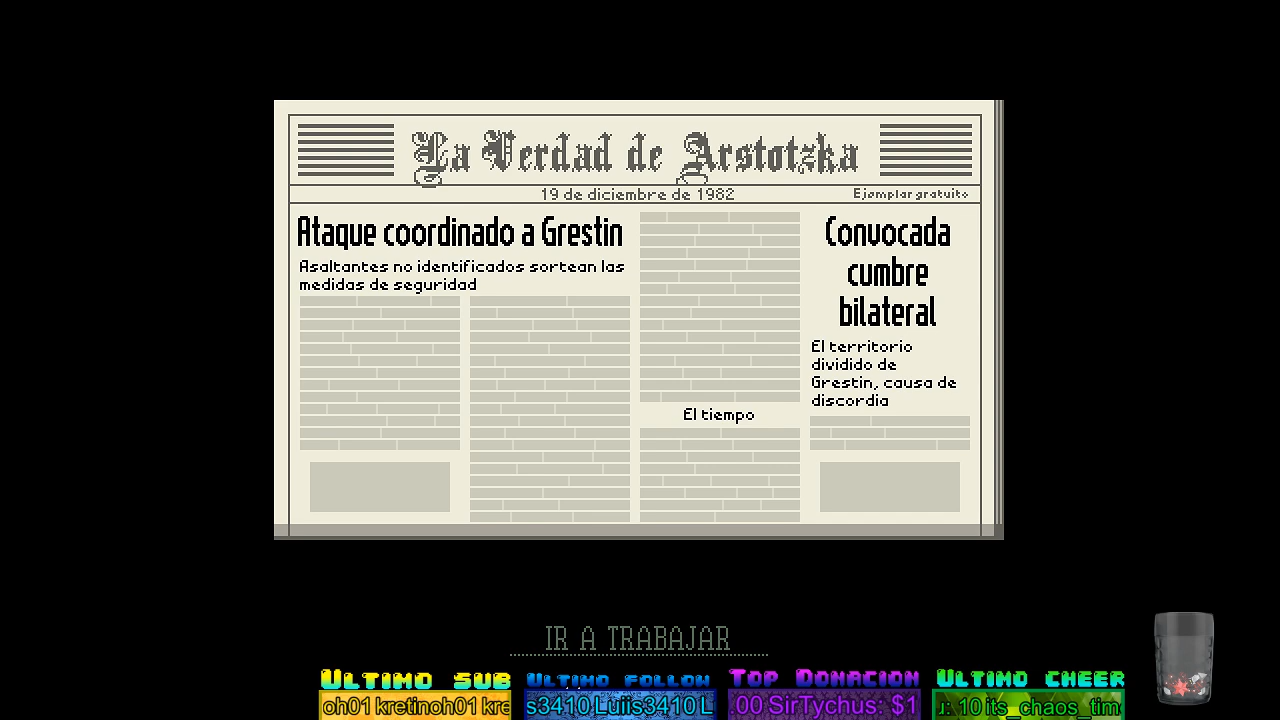 La Verdad de Arstotzka
19 de diciembre de 1982
Ejemplar gratuito
Ataque coordinado a Grestin
Asaltantes no identificados sortean las
medidas de seguridad
El tiempo
Convocada
cumbre
bilateral
El territorio
dividido de
Grestin, causa de
discordia
IR A TRABAJAR
ULTIMO SUB
oh01 kretinoh01 kre
ULTIMO FOLLOW
s3410 Luiis3410 L
TOP DONACION
.00 SirTychus: $1
ULTIMO CHEER
: 10 its_chaos_tim